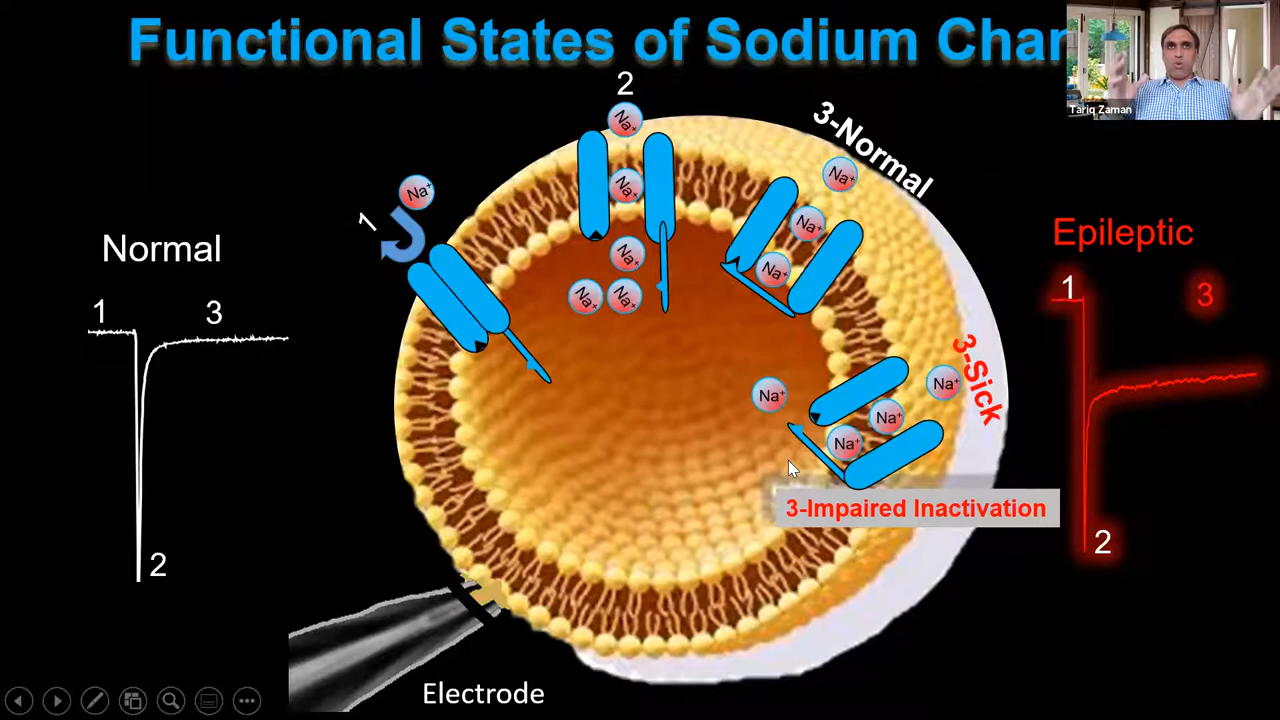 Functional States of Sodium Chan
Tariq Zaman
2
Na+
3-Normal
Na+
Na+
Na+
1
Na+
Na+
Na+
Na+
Na+
Na+
Normal
1
3
2
Epileptic
1
3
2
3-Sick
Na+
Na+
Na+
Na+
3-Impaired Inactivation
Electrode